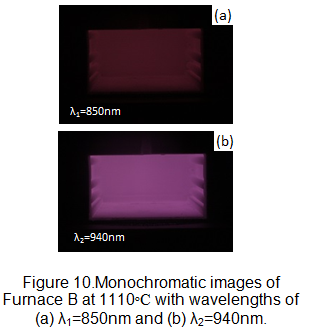 (a)
λ₁=850nm
(b)
λ₂=940nm
Figure 10.Monochromatic images of
Furnace B at 1110◦C with wavelengths of
(a) λ₁=850nm and (b) λ₂=940nm.